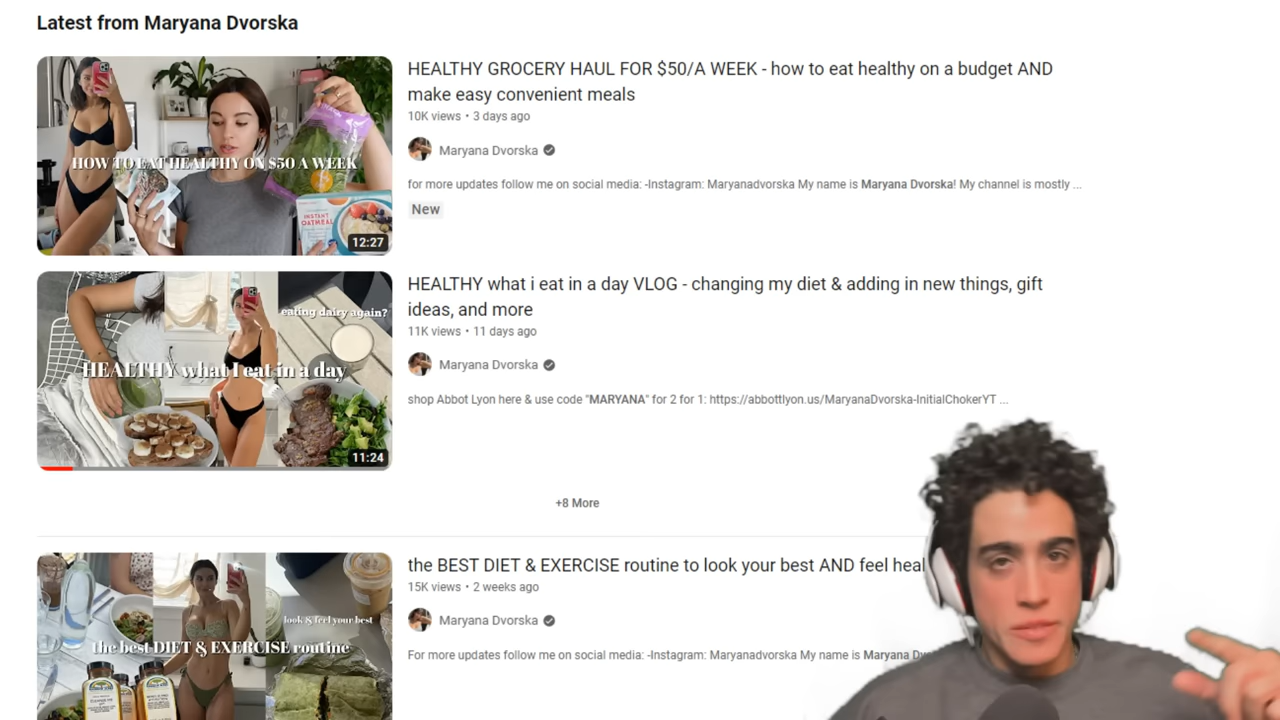 Latest from Maryana Dvorska
HOW TO EAT HEALTHY ON $50 A WEEK
INSTANT
OATMEAL
12:27
HEALTHY GROCERY HAUL FOR $50/A WEEK - how to eat healthy on a budget AND
make easy convenient meals
10K views • 3 days ago
Maryana Dvorska
for more updates follow me on social media: -Instagram: Maryanadvorska My name is Maryana Dvorska! My channel is mostly ...
New
eating dairy again?
HEALTHY what I eat in a day
11:24
HEALTHY what i eat in a day VLOG - changing my diet & adding in new things, gift
ideas, and more
11K views • 11 days ago
Maryana Dvorska
shop Abbot Lyon here & use code "MARYANA" for 2 for 1: https://abbottlyon.us/MaryanaDvorska-InitialChokerYT ...
+8 More
look & feel your best
the best DIET & EXERCISE routine
the BEST DIET & EXERCISE routine to look your best AND feel heal
15K views • 2 weeks ago
Maryana Dvorska
For more updates follow me on social media: -Instagram: Maryanadvorska My name is Maryana Dv